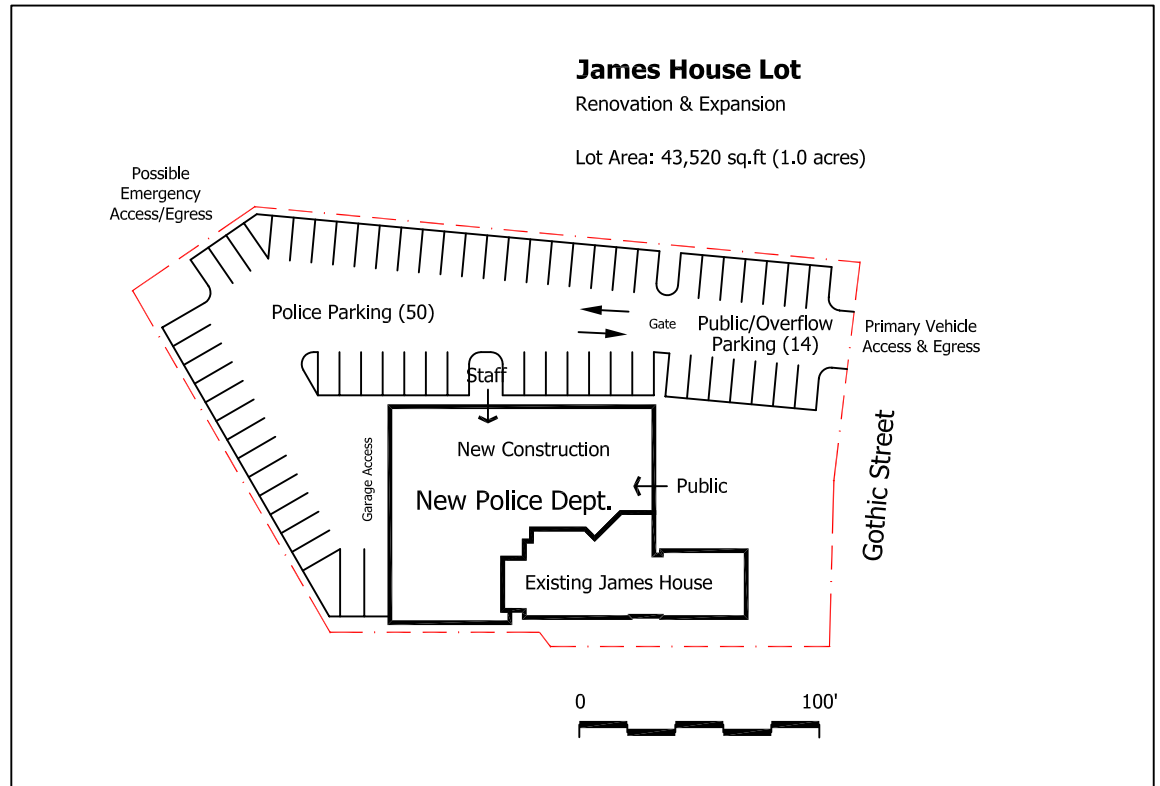 James House Lot
Renovation & Expansion
Lot Area: 43,520 sq.ft (1.0 acres)
Possible
Emergency
Access/Egress
Police Parking (50)
Gate
Public/Overflow
Parking (14)
Primary Vehicle
Access & Egress
Staff
New Construction
Garage Access
New Police Dept.
Public
Gothic Street
Existing James House
0
100'